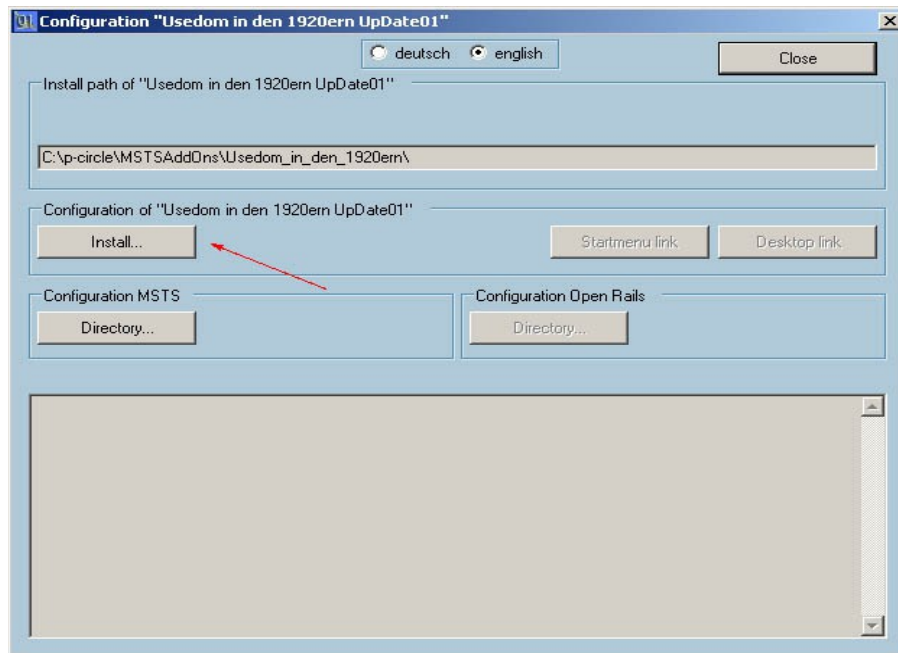 Configuration "Usedom in den 1920ern UpDate01"
deutsch english
Close
Install path of "Usedom in den 1920ern UpDate01"
C:\p-circle\MSTSAddOns\Usedom_in_den_1920ern\
Configuration of "Usedom in den 1920ern UpDate01"
Install... Startmenu link Desktop link
Configuration MSTS Configuration Open Rails
Directory... Directory...